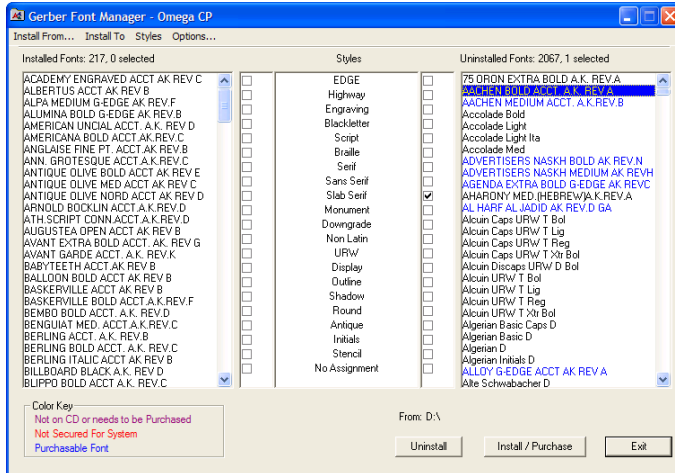 Gerber Font Manager - Omega CP
Install From... Install To Styles Options...
Installed Fonts: 217, 0 selected
Styles
Uninstalled Fonts: 2067, 1 selected
ACADEMY ENGRAVED ACCT AK REV C
ALBERTUS ACCT AK REV B
ALPA MEDIUM G-EDGE AK REV.F
ALUMINA BOLD G-EDGE AK REV.B
AMERICAN UNCIAL ACCT. A.K. REV D
AMERICANA BOLD ACCT.AK.REV.C
ANGLAISE FINE PT. ACCT.AK REV.B
ANN. GROTESQUE ACCT.A.K.REV.C
ANTIQUE OLIVE BOLD ACCT AK REV E
ANTIQUE OLIVE MED ACCT AK REV C
ANTIQUE OLIVE NORD ACCT AK REV D
ARNOLD BOCKLIN ACCT.A.K.REV.D
ATH.SCRIPT CONN.ACCT.A.K.REV.D
AUGUSTEA OPEN ACCT AK REV B
AVANT EXTRA BOLD ACCT. AK. REV G
AVANT GARDE ACCT. A.K. REV.K
BABYTEETH ACCT.AK REV B
BALLOON BOLD ACCT AK REV B
BASKERVILLE ACCT AK REV B
BASKERVILLE BOLD ACCT.A.K.REV.F
BEMBO BOLD ACCT. A.K. REV.D
BENGUIAT MED. ACCT.A.K.REV.C
BERLING ACCT. A.K. REV.B
BERLING BOLD ACCT. A.K. REV.C
BERLING ITALIC ACCT AK REV B
BILLBOARD BLACK A.K. REV D
BLIPPO BOLD ACCT A.K. REV.C
EDGE
Highway
Engraving
Blackletter
Script
Braille
Serif
Sans Serif
Slab Serif
Monument
Downgrade
Non Latin
URW
Display
Outline
Shadow
Round
Antique
Initials
Stencil
No Assignment
75 ORON EXTRA BOLD A.K. REV.A
AACHEN BOLD ACCT. A.K. REV A
AACHEN MEDIUM ACCT. A.K.REV.B
Accolade Bold
Accolade Light
Accolade Light Ita
Accolade Med
ADVERTISERS NASKH BOLD AK REV.N
ADVERTISERS NASKH MEDIUM AK REVH
AGENDA EXTRA BOLD G-EDGE AK REVC
AHARONY MED.(HEBREW)A.K.REV.A
AL HARF AL JADID AK REV.D GA
Alcuin Caps URW T Bol
Alcuin Caps URW T Lig
Alcuin Caps URW T Reg
Alcuin Caps URW T Xtr Bol
Alcuin Discaps URW D Bol
Alcuin URW T Bol
Alcuin URW T Lig
Alcuin URW T Reg
Alcuin URW T Xtr Bol
Algerian Basic Caps D
Algerian Basic D
Algerian D
Algerian Initials D
ALLOY G-EDGE ACCT AK REV A
Alte Schwabacher D
Color Key
Not on CD or needs to be Purchased
Not Secured For System
Purchasable Font
From: D:\
Uninstall
Install / Purchase
Exit